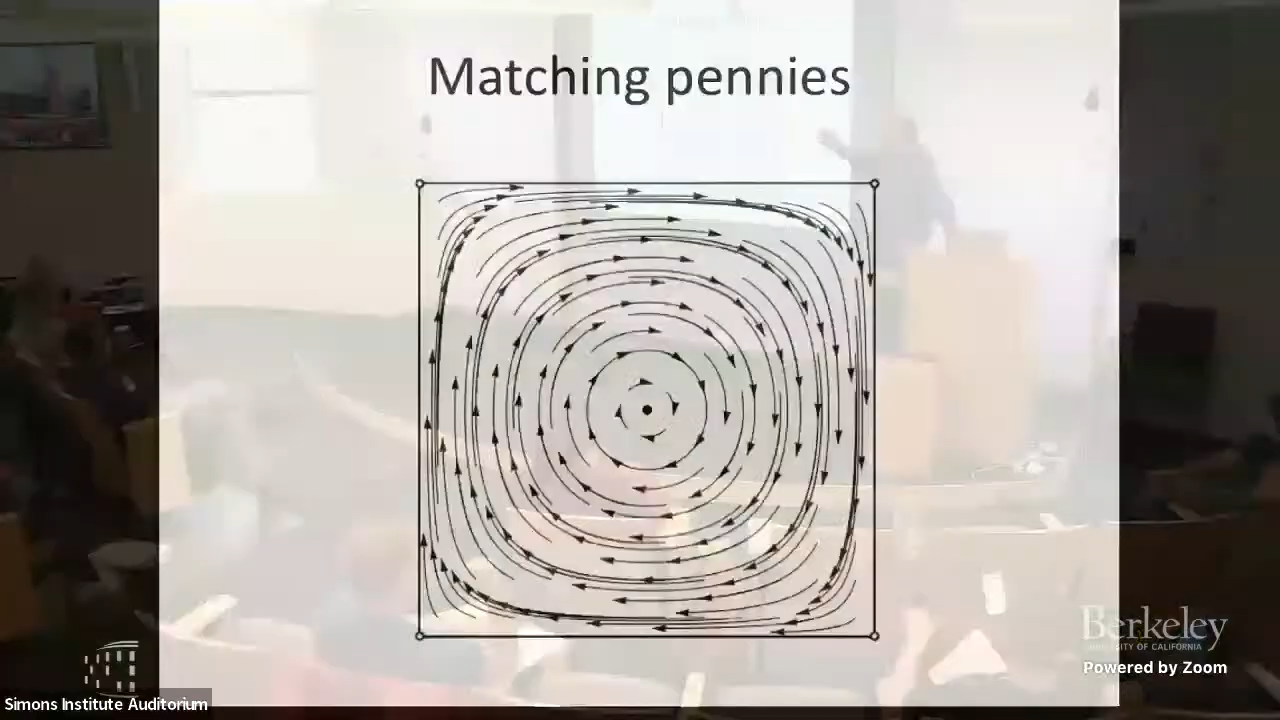 Matching pennies
Berkeley
UNIVERSITY OF CALIFORNIA
Powered by Zoom
Simons Institute Auditorium